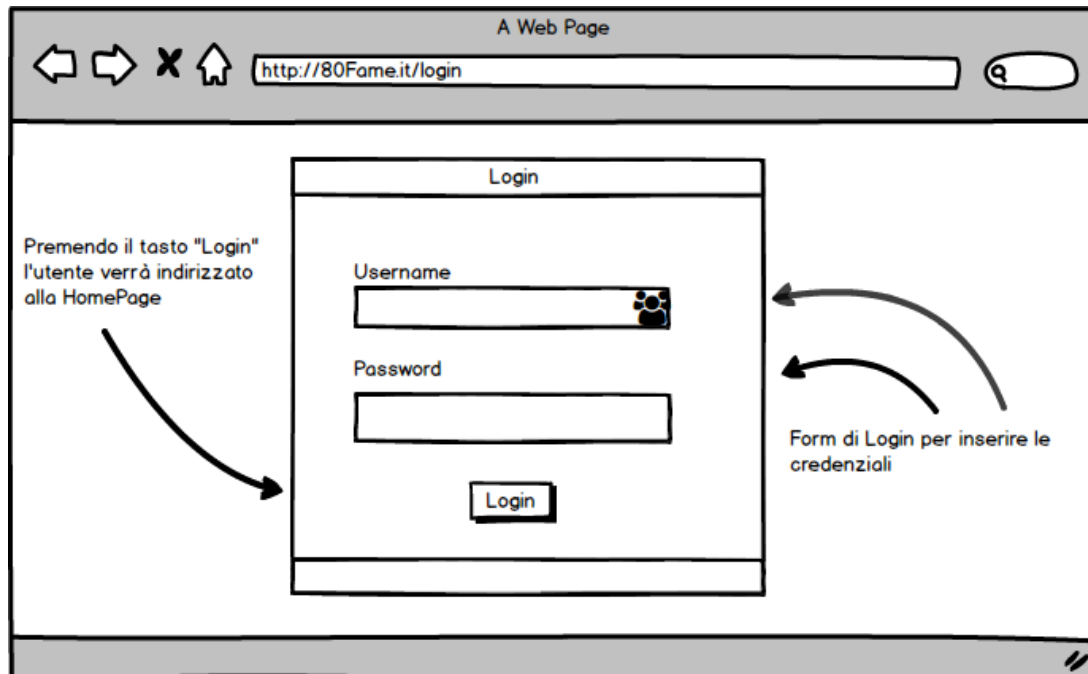 A Web Page
http://80Fame.it/login
Login
Premendo il tasto "Login"
l'utente verrà indirizzato
alla HomePage
Username
Password
Form di Login per inserire le
credenziali
Login